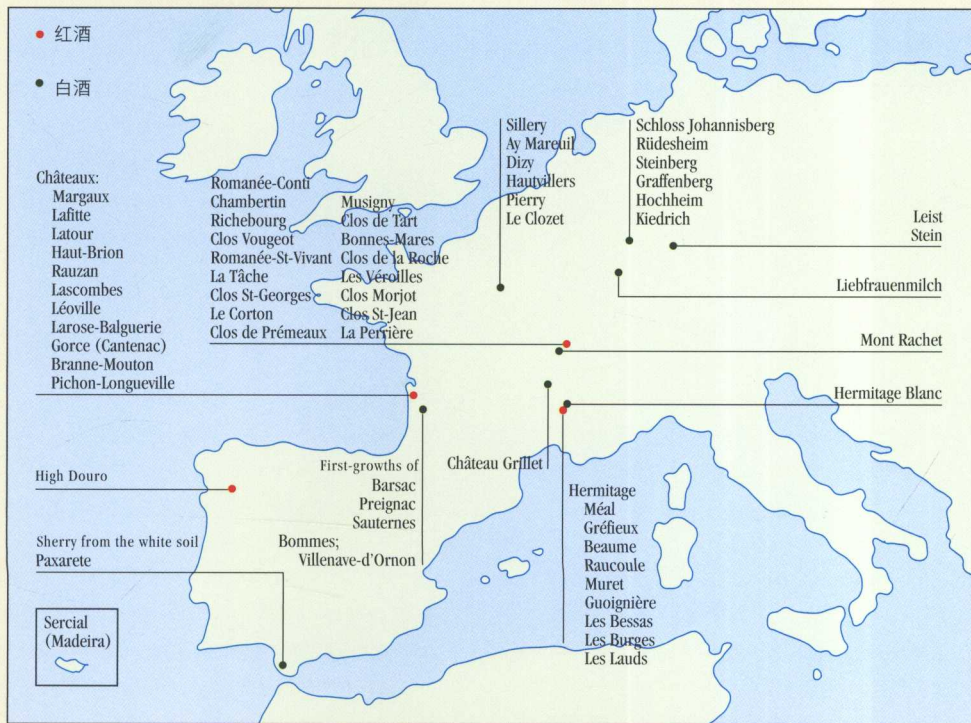 红酒
白酒
Châteaux:
Margaux
Lafitte
Latour
Haut-Brion
Rauzan
Lascombes
Léoville
Larose-Balguerie
Gorce (Cantenac)
Branne-Mouton
Pichon-Longueville
Romanée-Conti
Chambertin
Richebourg
Clos Vougeot
Romanée-St-Vivant
La Tâche
Clos St-Georges
Le Corton
Clos de Prémeaux
Musigny
Clos de Tart
Bonnes-Mares
Clos de la Roche
Les Véroilles
Clos Morjot
Clos St-Jean
La Perrière
Sillery
Ay Mareuil
Dizy
Hautvillers
Pierry
Le Clozet
Schloss Johannisberg
Rüdesheim
Steinberg
Graffenberg
Hochheim
Kiedrich
Leist
Stein
Liebfrauenmilch
Mont Rachet
Hermitage Blanc
High Douro
Sherry from the white soil
Paxarete
Sercial
(Madeira)
First-growths of
Barsac
Preignac
Sauternes
Bommes;
Villenave-d'Ornon
Château Grillet
Hermitage
Méal
Gréfieux
Beaume
Raucoule
Muret
Guoignière
Les Bessas
Les Burges
Les Lauds